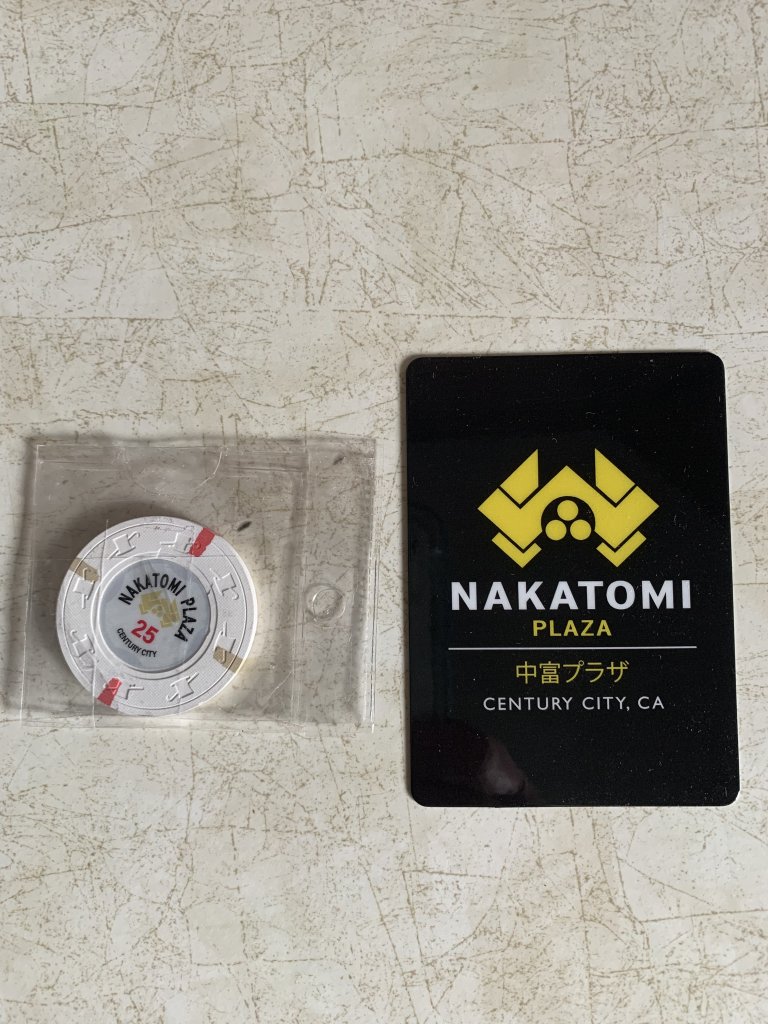 NAKATOMI PLAZA
25
CENTURY CITY
NAKATOMI
PLAZA
中富プラザ
CENTURY CITY, CA